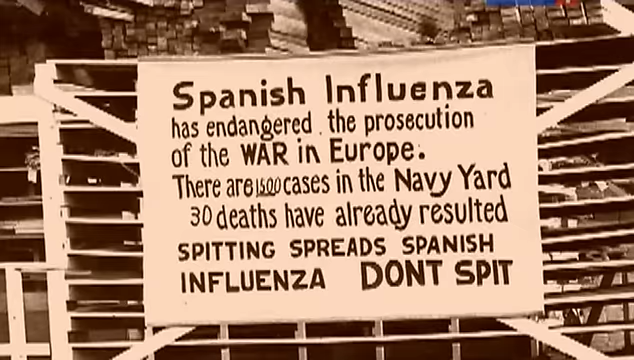 Spanish Influenza
has endangered the prosecution
of the WAR in Europe.
There are 1500 cases in the Navy Yard
30 deaths have already resulted
SPITTING SPREADS SPANISH
INFLUENZA DONT SPIT